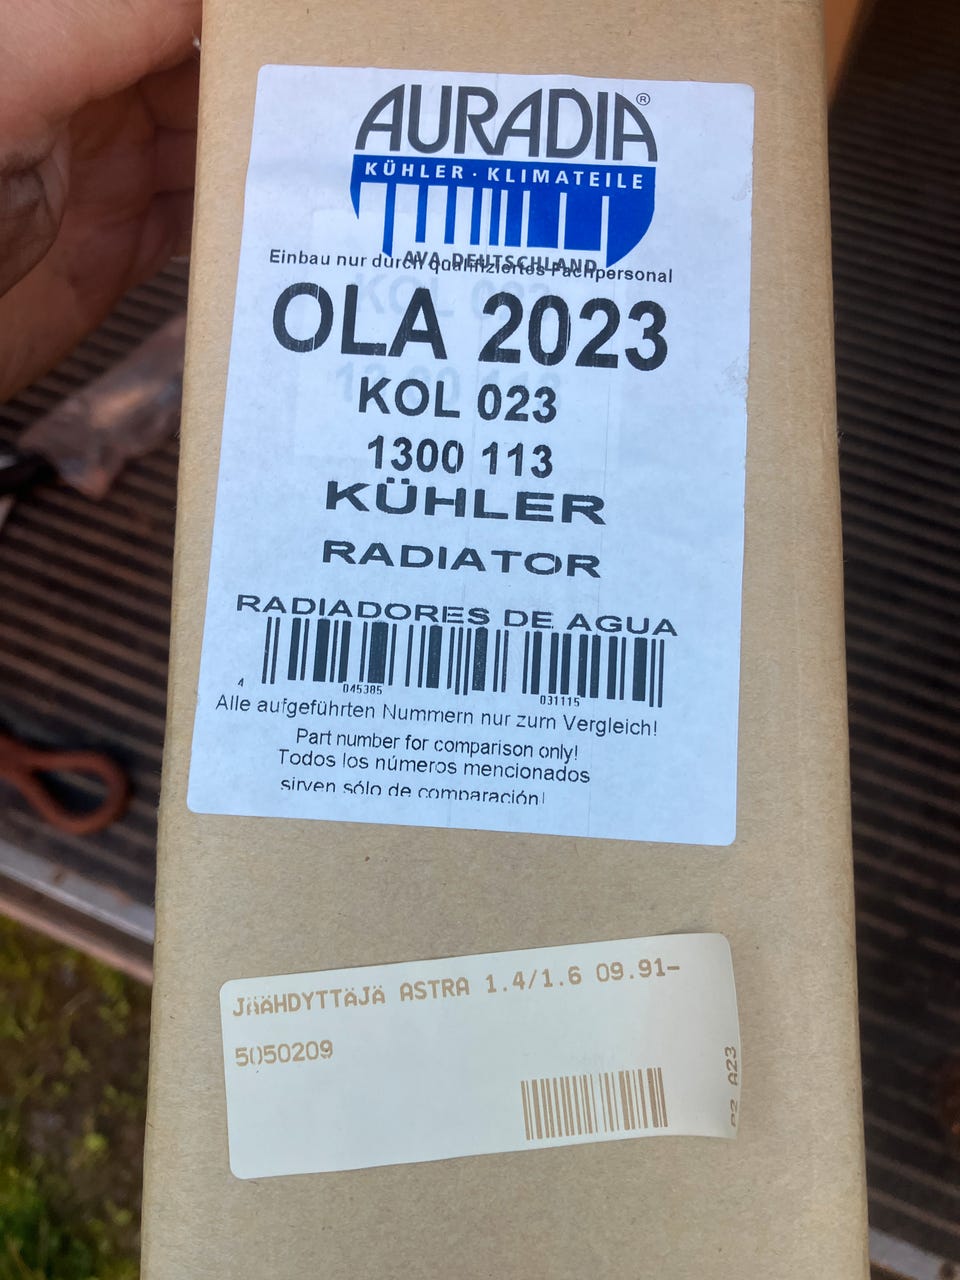 AURADIA®
KÜHLER · KLIMATEILE
AVA DEUTSCHLAND
Einbau nur durch qualifiziertes Fachpersonal
OLA 2023
KOL 023
1300 113
KÜHLER
RADIATOR
RADIADORES DE AGUA
4 045385 031115
Alle aufgeführten Nummern nur zum Vergleich!
Part number for comparison only!
Todos los números mencionados
sirven sólo de comparación!
JÄÄHDYTTÄJÄ ASTRA 1.4/1.6 09.91-
5050209
A23